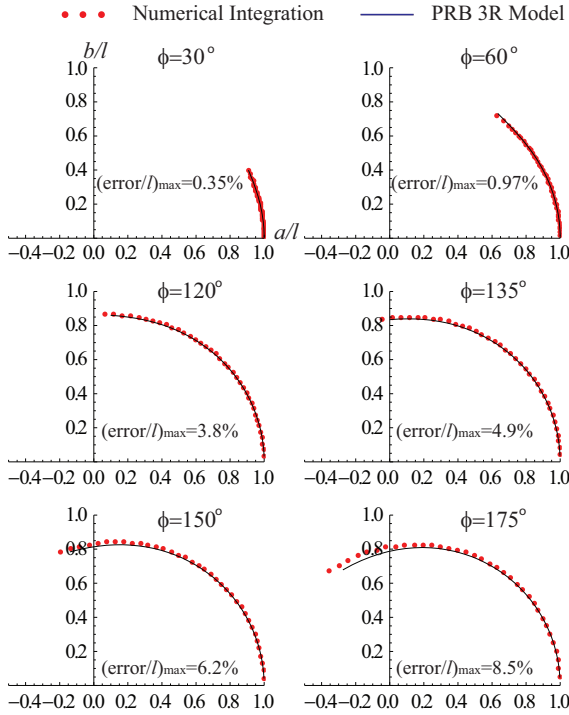 Numerical Integration PRB 3R Model
b/l
ϕ=30° ϕ=60°
1.0 1.0
0.8 0.8
0.6 0.6
0.4 0.4
(error/l)max=0.35% (error/l)max=0.97%
0.2 0.2
a/l
−0.4−0.2 0.0 0.2 0.4 0.6 0.8 1.0 −0.4−0.2 0.0 0.2 0.4 0.6 0.8 1.0
ϕ=120° ϕ=135°
1.0 1.0
0.8 0.8
0.6 0.6
0.4 0.4
(error/l)max=3.8% (error/l)max=4.9%
0.2 0.2
−0.4−0.2 0.0 0.2 0.4 0.6 0.8 1.0 −0.4−0.2 0.0 0.2 0.4 0.6 0.8 1.0
ϕ=150° ϕ=175°
1.0 1.0
0.8 0.8
0.6 0.6
0.4 0.4
0.2 0.2
(error/l)max=6.2% (error/l)max=8.5%
−0.4−0.2 0.0 0.2 0.4 0.6 0.8 1.0 −0.4−0.2 0.0 0.2 0.4 0.6 0.8 1.0